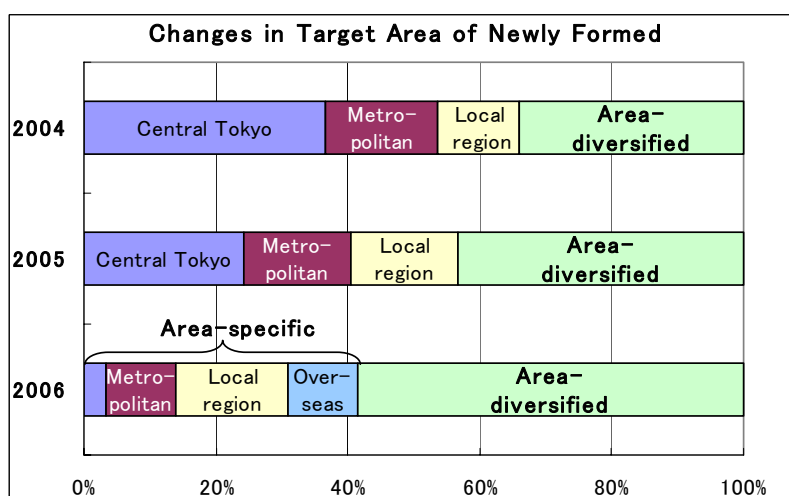 Changes in Target Area of Newly Formed
2004
Central Tokyo
Metro-
politan
Local
region
Area-
diversified
2005
Central Tokyo
Metro-
politan
Local
region
Area-
diversified
Area-specific
2006
Metro-
politan
Local
region
Over-
seas
Area-
diversified
0% 20% 40% 60% 80% 100%